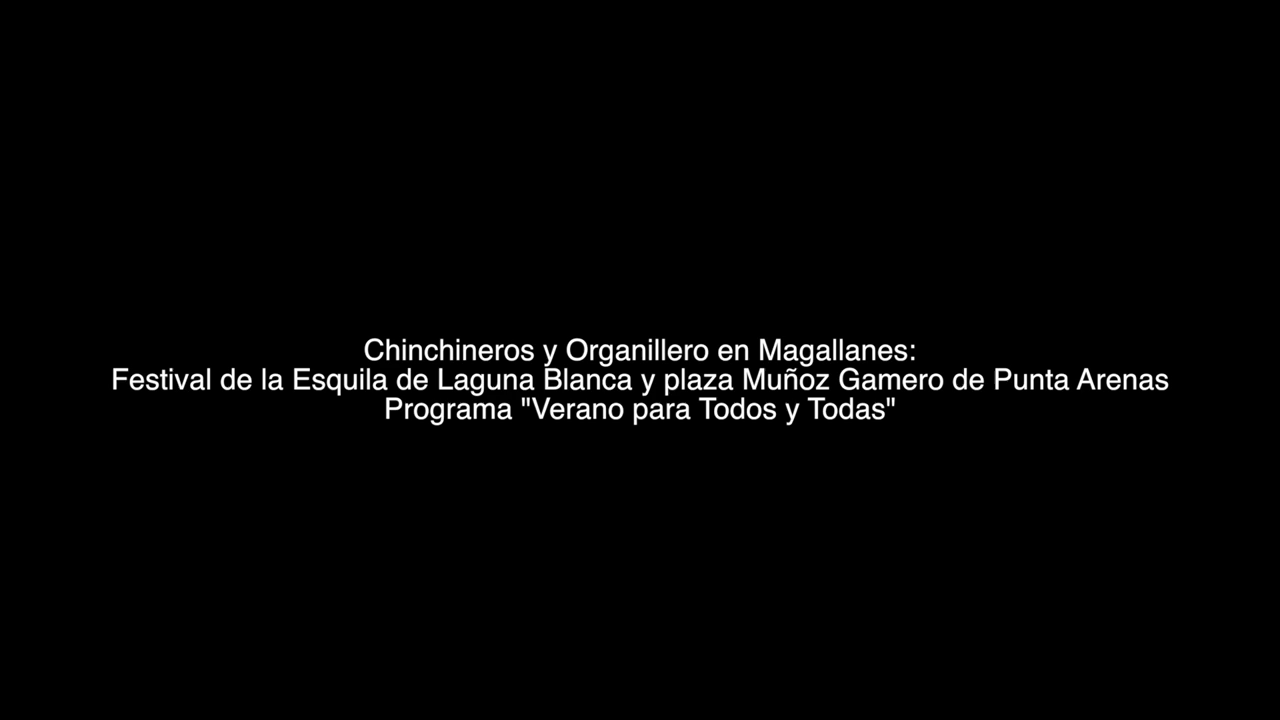 Chinchineros y Organillero en Magallanes:
Festival de la Esquila de Laguna Blanca y plaza Muñoz Gamero de Punta Arenas
Programa "Verano para Todos y Todas"